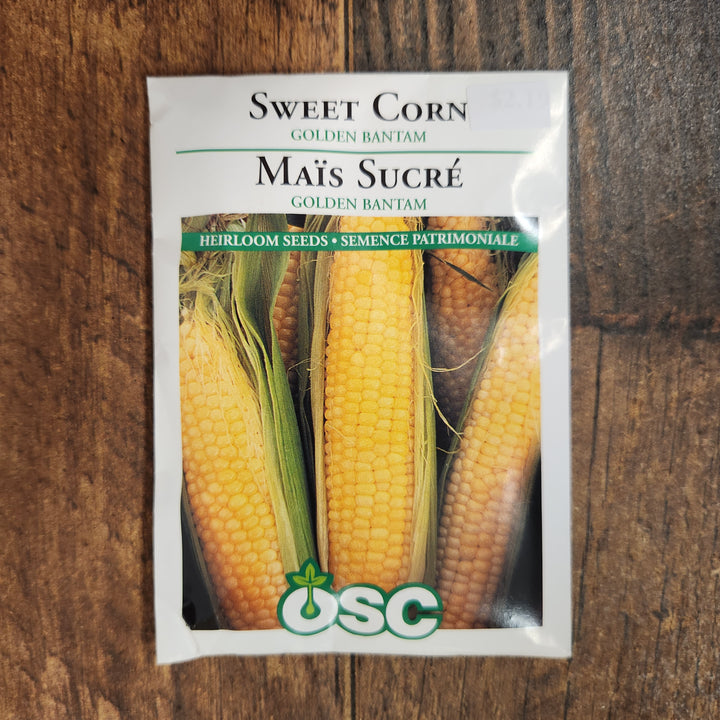 SWEET CORN
GOLDEN BANTAM
MAÏS SUCRÉ
GOLDEN BANTAM
HEIRLOOM SEEDS • SEMENCE PATRIMONIALE
OSC